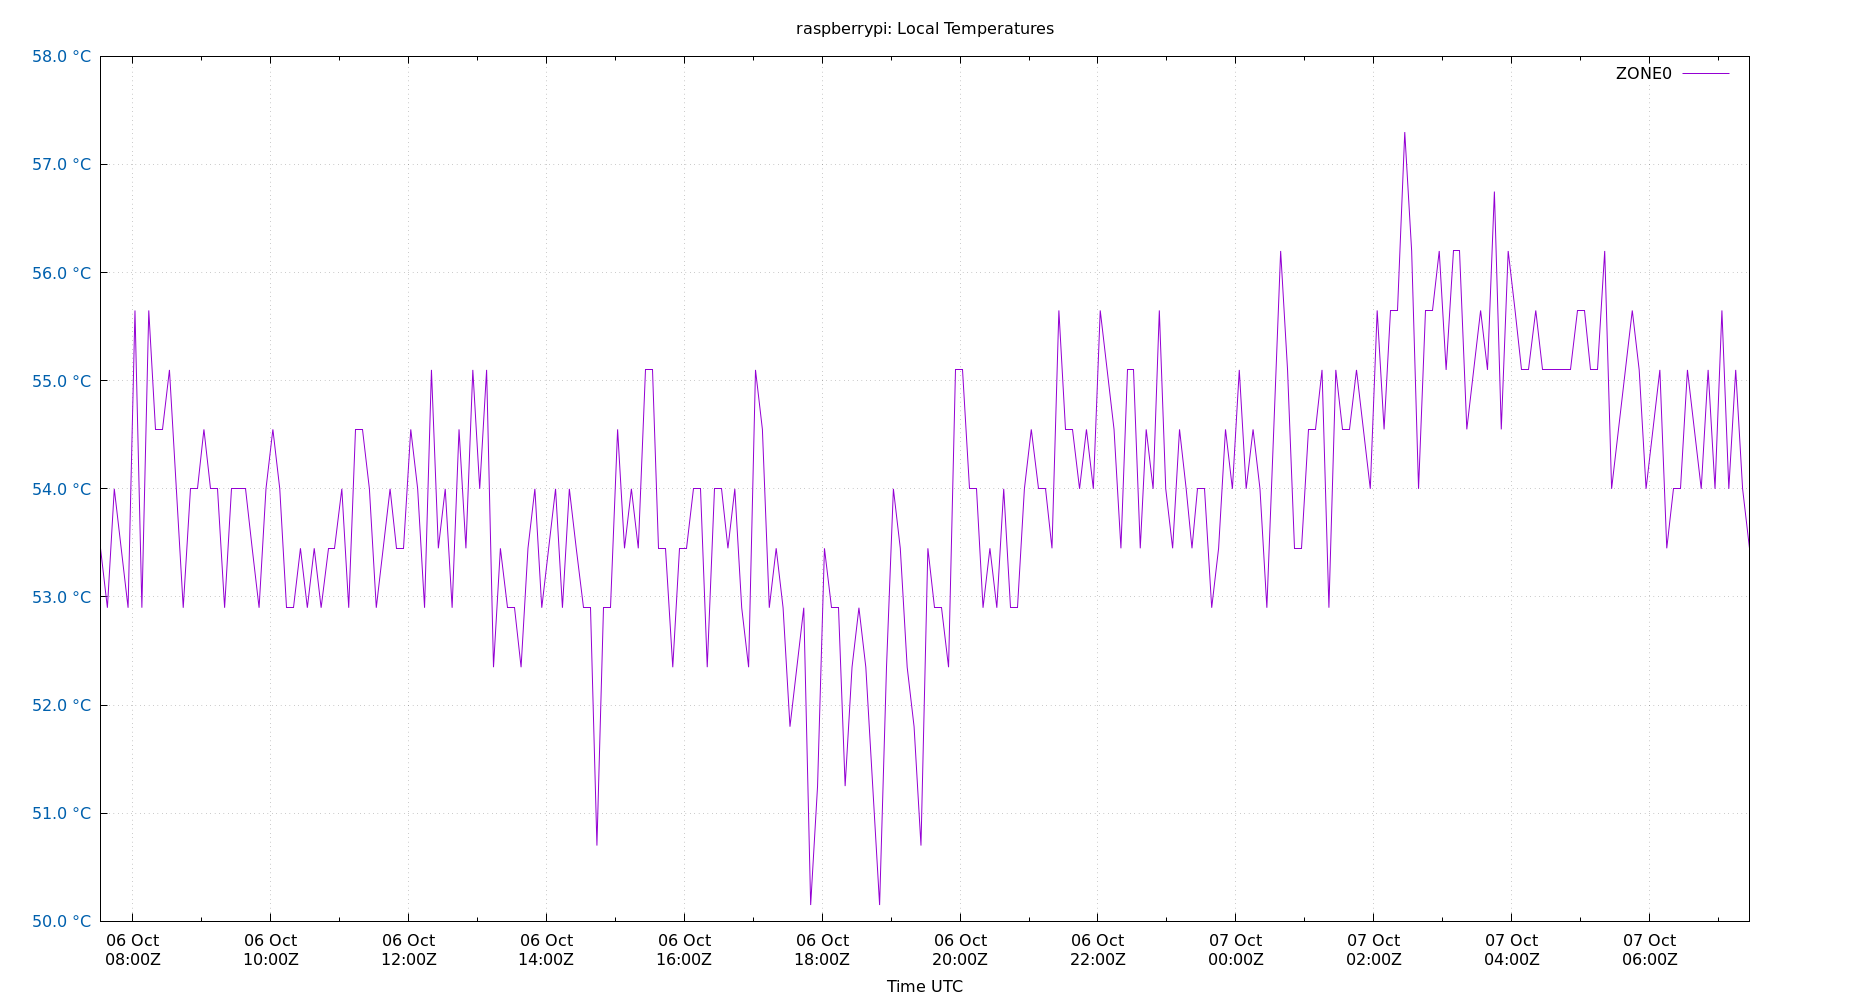 raspberrypi: Local Temperatures
58.0 °C
ZONE0
57.0 °C
56.0 °C
55.0 °C
54.0 °C
53.0 °C
52.0 °C
51.0 °C
50.0 °C
06 Oct 06 Oct 06 Oct 06 Oct 06 Oct 06 Oct 06 Oct 06 Oct 07 Oct 07 Oct 07 Oct 07 Oct
08:00Z 10:00Z 12:00Z 14:00Z 16:00Z 18:00Z 20:00Z 22:00Z 00:00Z 02:00Z 04:00Z 06:00Z
Time UTC